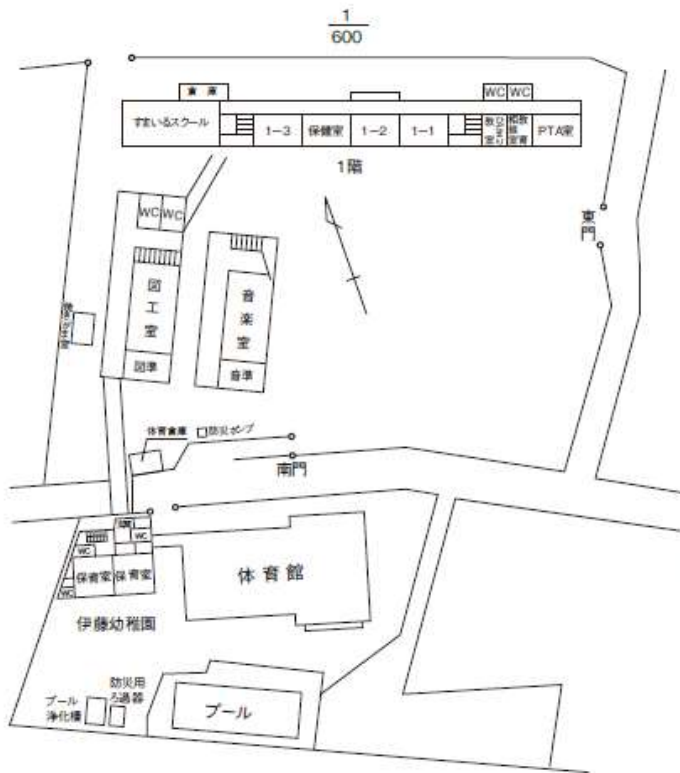 1
600
倉庫
WC WC
すまいるスクール
1-3
保健室
1-2
1-1
PTA室
1階
東門
WC WC
図工室
音楽室
図準
音準
体育倉庫
防災ポンプ
南門
WC
WC
保育室
保育室
WC
体育館
伊藤幼稚園
防災用
ろ過器
プール
浄化槽
プール